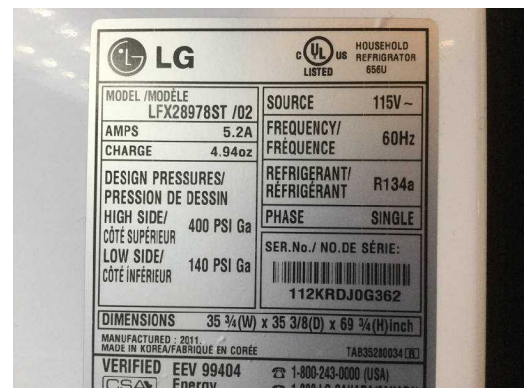 LG
C UL US
LISTED
HOUSEHOLD
REFRIGRATOR
656U
MODEL /MODÈLE
LFX28978ST /02
AMPS 5.2A
CHARGE 4.94oz
DESIGN PRESSURES/
PRESSION DE DESSIN
HIGH SIDE/
CÔTÉ SUPÉRIEUR 400 PSI Ga
LOW SIDE/
CÔTÉ INFÉRIEUR 140 PSI Ga
SOURCE 115V~
FREQUENCY/
FRÉQUENCE 60Hz
REFRIGERANT/
RÉFRIGÉRANT R134a
PHASE SINGLE
SER.No./ NO.DE SÉRIE:
112KRDJ0G362
DIMENSIONS 35 3/4(W) x 35 3/8(D) x 69 3/4(H)inch
MANUFACTURED : 2011.
MADE IN KOREA/FABRIQUÉ EN CORÉE
TAB35280034
VERIFIED EEV 99404
CSA Energy
1-800-243-0000 (USA)